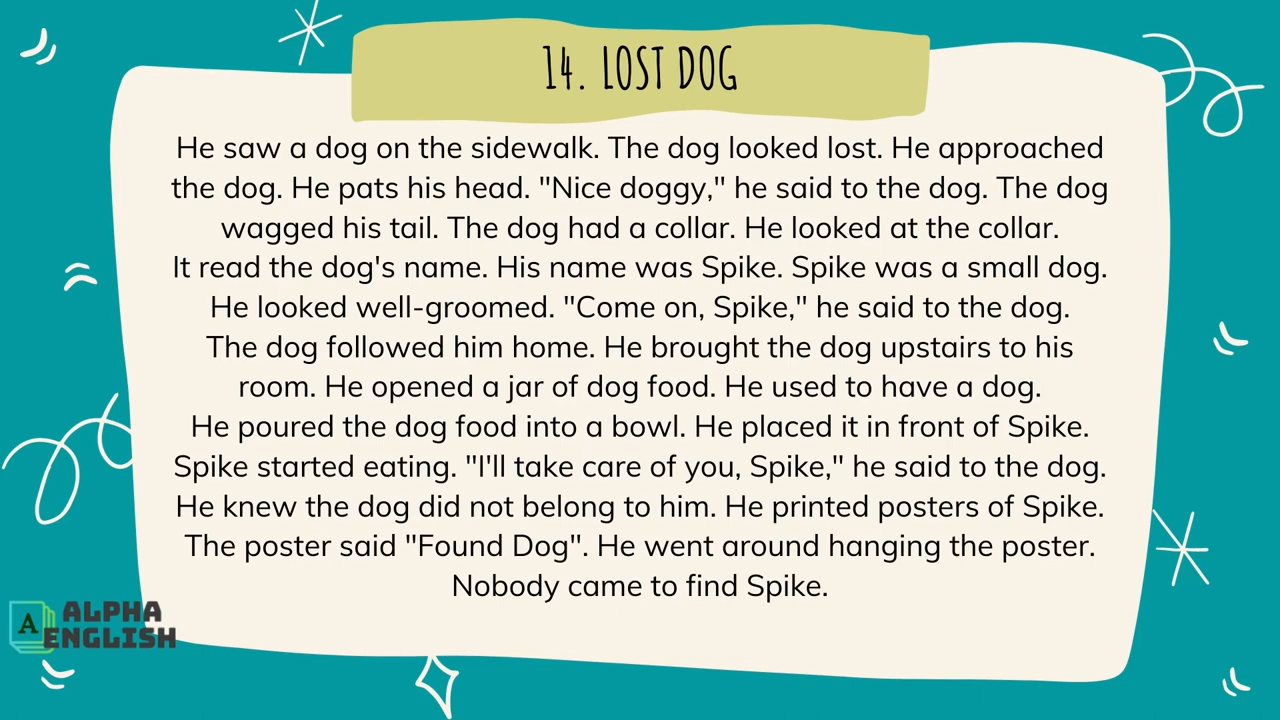 14. LOST DOG
He saw a dog on the sidewalk. The dog looked lost. He approached
the dog. He pats his head. "Nice doggy," he said to the dog. The dog
wagged his tail. The dog had a collar. He looked at the collar.
It read the dog's name. His name was Spike. Spike was a small dog.
He looked well-groomed. "Come on, Spike," he said to the dog.
The dog followed him home. He brought the dog upstairs to his
room. He opened a jar of dog food. He used to have a dog.
He poured the dog food into a bowl. He placed it in front of Spike.
Spike started eating. "I'll take care of you, Spike," he said to the dog.
He knew the dog did not belong to him. He printed posters of Spike.
The poster said "Found Dog". He went around hanging the poster.
Nobody came to find Spike.
A
ALPHA
ENGLISH